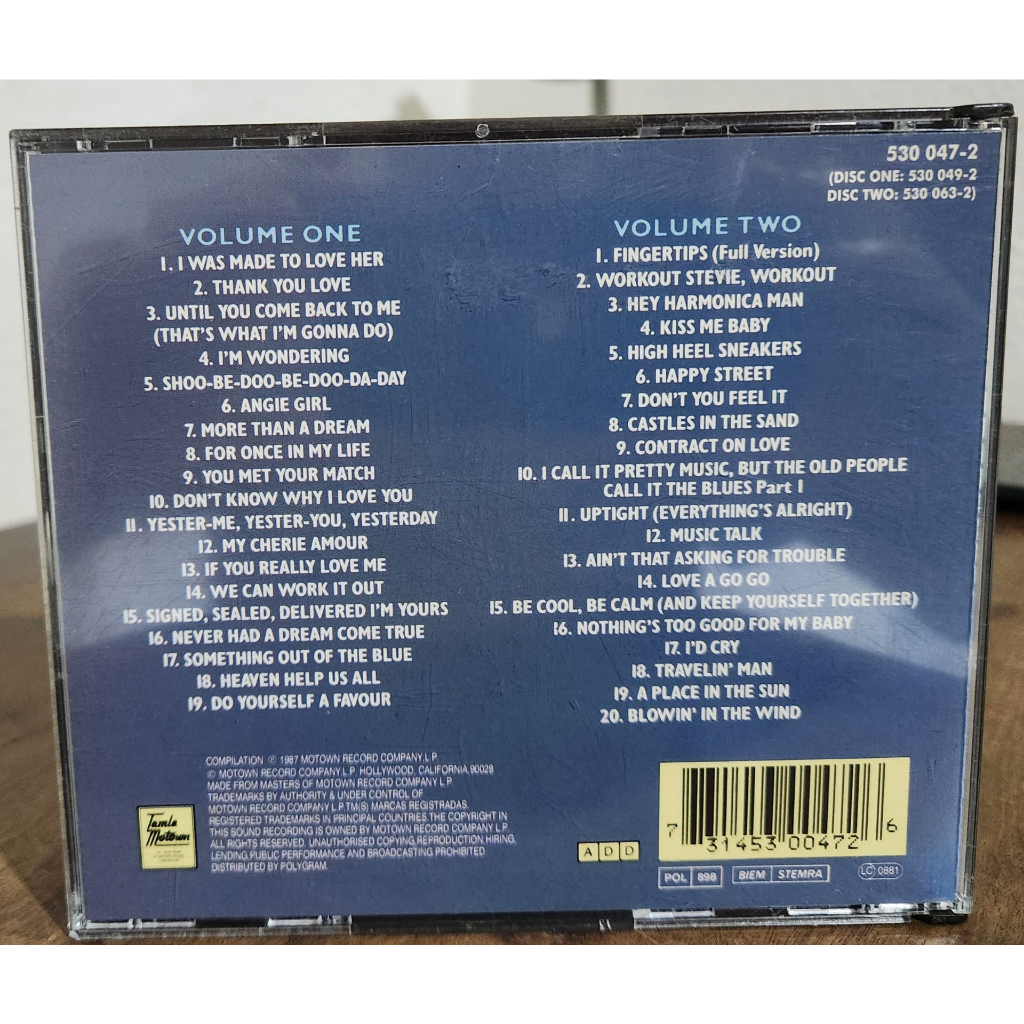 530 047-2
(DISC ONE: 530 049-2
DISC TWO: 530 063-2)
VOLUME ONE
1. I WAS MADE TO LOVE HER
2. THANK YOU LOVE
3. UNTIL YOU COME BACK TO ME
(THAT'S WHAT I'M GONNA DO)
4. I'M WONDERING
5. SHOO-BE-DOO-BE-DOO-DA-DAY
6. ANGIE GIRL
7. MORE THAN A DREAM
8. FOR ONCE IN MY LIFE
9. YOU MET YOUR MATCH
10. DON'T KNOW WHY I LOVE YOU
11. YESTER-ME, YESTER-YOU, YESTERDAY
12. MY CHERIE AMOUR
13. IF YOU REALLY LOVE ME
14. WE CAN WORK IT OUT
15. SIGNED, SEALED, DELIVERED I'M YOURS
16. NEVER HAD A DREAM COME TRUE
17. SOMETHING OUT OF THE BLUE
18. HEAVEN HELP US ALL
19. DO YOURSELF A FAVOUR
VOLUME TWO
1. FINGERTIPS (Full Version)
2. WORKOUT STEVIE, WORKOUT
3. HEY HARMONICA MAN
4. KISS ME BABY
5. HIGH HEEL SNEAKERS
6. HAPPY STREET
7. DON'T YOU FEEL IT
8. CASTLES IN THE SAND
9. CONTRACT ON LOVE
10. I CALL IT PRETTY MUSIC, BUT THE OLD PEOPLE
CALL IT THE BLUES Part I
11. UPTIGHT (EVERYTHING'S ALRIGHT)
12. MUSIC TALK
13. AIN'T THAT ASKING FOR TROUBLE
14. LOVE A GO GO
15. BE COOL, BE CALM (AND KEEP YOURSELF TOGETHER)
16. NOTHING'S TOO GOOD FOR MY BABY
17. I'D CRY
18. TRAVELIN' MAN
19. A PLACE IN THE SUN
20. BLOWIN' IN THE WIND
COMPILATION ℗ 1987 MOTOWN RECORD COMPANY L.P.
© MOTOWN RECORD COMPANY L.P. HOLLYWOOD, CALIFORNIA 90028
MADE FROM MASTERS OF MOTOWN RECORD COMPANY L.P.
TRADEMARKS BY AUTHORITY & UNDER CONTROL OF
MOTOWN RECORD COMPANY L.P. TM(S) MARCAS REGISTRADAS.
REGISTERED TRADEMARKS IN PRINCIPAL COUNTRIES. THE COPYRIGHT IN
THIS SOUND RECORDING IS OWNED BY MOTOWN RECORD COMPANY L.P.
ALL RIGHTS RESERVED. UNAUTHORISED COPYING, REPRODUCTION, HIRING,
LENDING, PUBLIC PERFORMANCE AND BROADCASTING PROHIBITED.
DISTRIBUTED BY POLYGRAM.
Tamla
Motown
A D D
7 31453 00472 6
POL 898
BIEM STEMRA
LC 0881